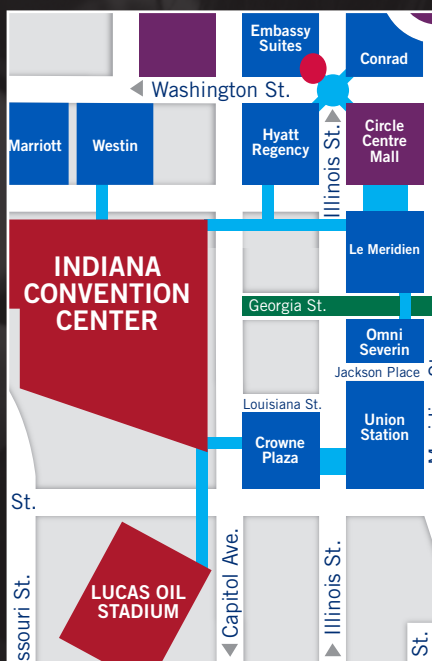 Embassy
Suites
Conrad
Washington St.
Marriott
Westin
Hyatt
Regency
Illinois St.
Circle
Centre
Mall
Le Meridien
INDIANA
CONVENTION
CENTER
Georgia St.
Omni
Severin
Jackson Place
Louisiana St.
Crowne
Plaza
Union
Station
St.
ssouri St.
LUCAS OIL
STADIUM
Capitol Ave.
Illinois St.
St.